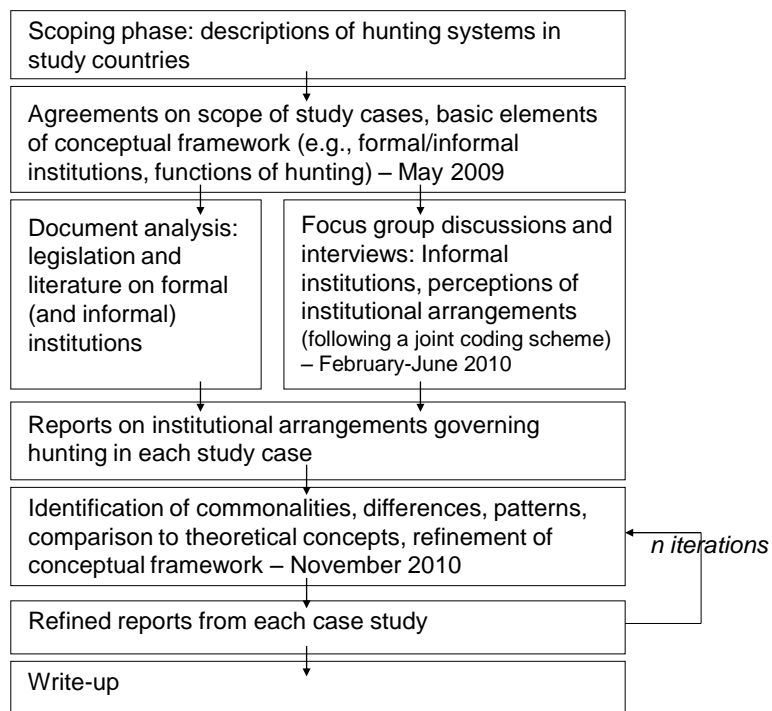 Scoping phase: descriptions of hunting systems in
study countries
Agreements on scope of study cases, basic elements
of conceptual framework (e.g., formal/informal
institutions, functions of hunting) – May 2009
Document analysis:
legislation and
literature on formal
(and informal)
institutions
Focus group discussions and
interviews: Informal
institutions, perceptions of
institutional arrangements
(following a joint coding scheme)
– February-June 2010
Reports on institutional arrangements governing
hunting in each study case
Identification of commonalities, differences, patterns,
comparison to theoretical concepts, refinement of
conceptual framework – November 2010
n iterations
Refined reports from each case study
Write-up